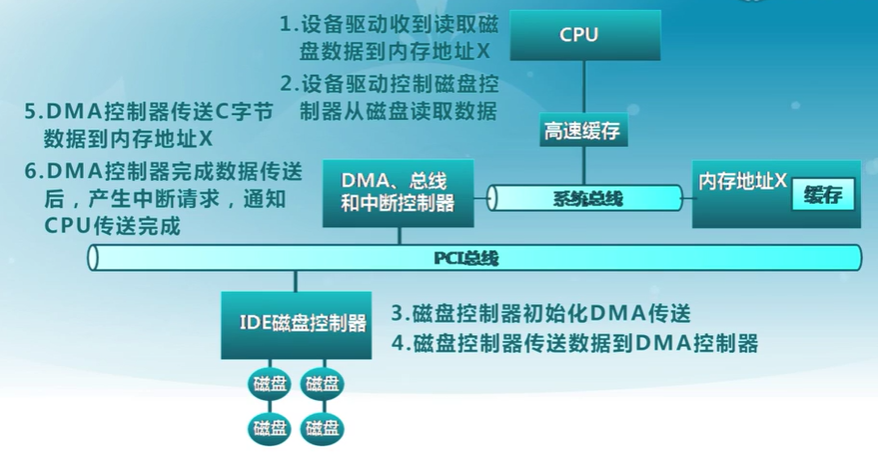 1.设备驱动收到读取磁
盘数据到内存地址X
2.设备驱动控制磁盘控
制器从磁盘读取数据
CPU
高速缓存
5.DMA控制器传送C字节
数据到内存地址X
6.DMA控制器完成数据传送
后，产生中断请求，通知
CPU传送完成
DMA、总线
和中断控制器
系统总线
内存地址X
缓存
PCI总线
IDE磁盘控制器
3.磁盘控制器初始化DMA传送
4.磁盘控制器传送数据到DMA控制器
磁盘
磁盘
磁盘
磁盘